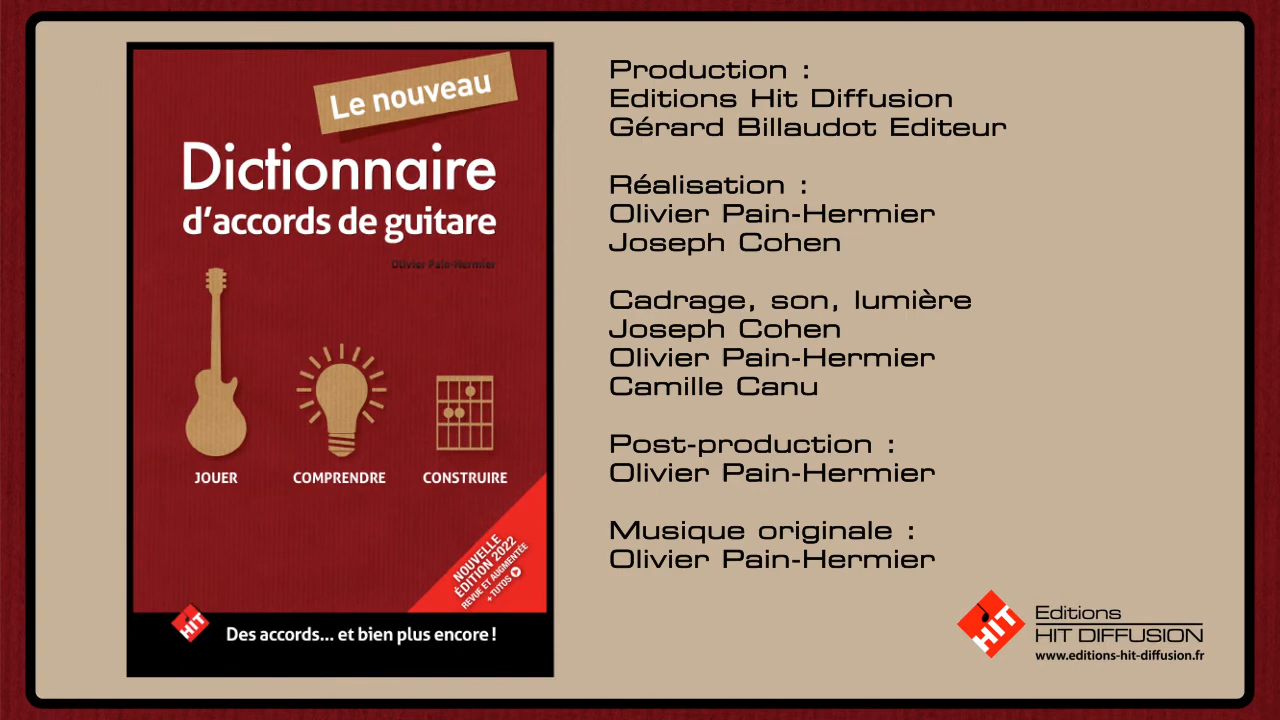 Le nouveau
Dictionnaire
d'accords de guitare
Olivier Pain-Hermier
JOUER
COMPRENDRE
CONSTRUIRE
NOUVELLE
ÉDITION 2022
REVUE ET AUGMENTÉE
+ TUTOS
HIT
Des accords... et bien plus encore !
Production :
Editions Hit Diffusion
Gérard Billaudot Editeur
Réalisation :
Olivier Pain-Hermier
Joseph Cohen
Cadrage, son, lumière
Joseph Cohen
Olivier Pain-Hermier
Camille Canu
Post-production :
Olivier Pain-Hermier
Musique originale :
Olivier Pain-Hermier
HIT
Editions
HIT DIFFUSION
www.editions-hit-diffusion.fr